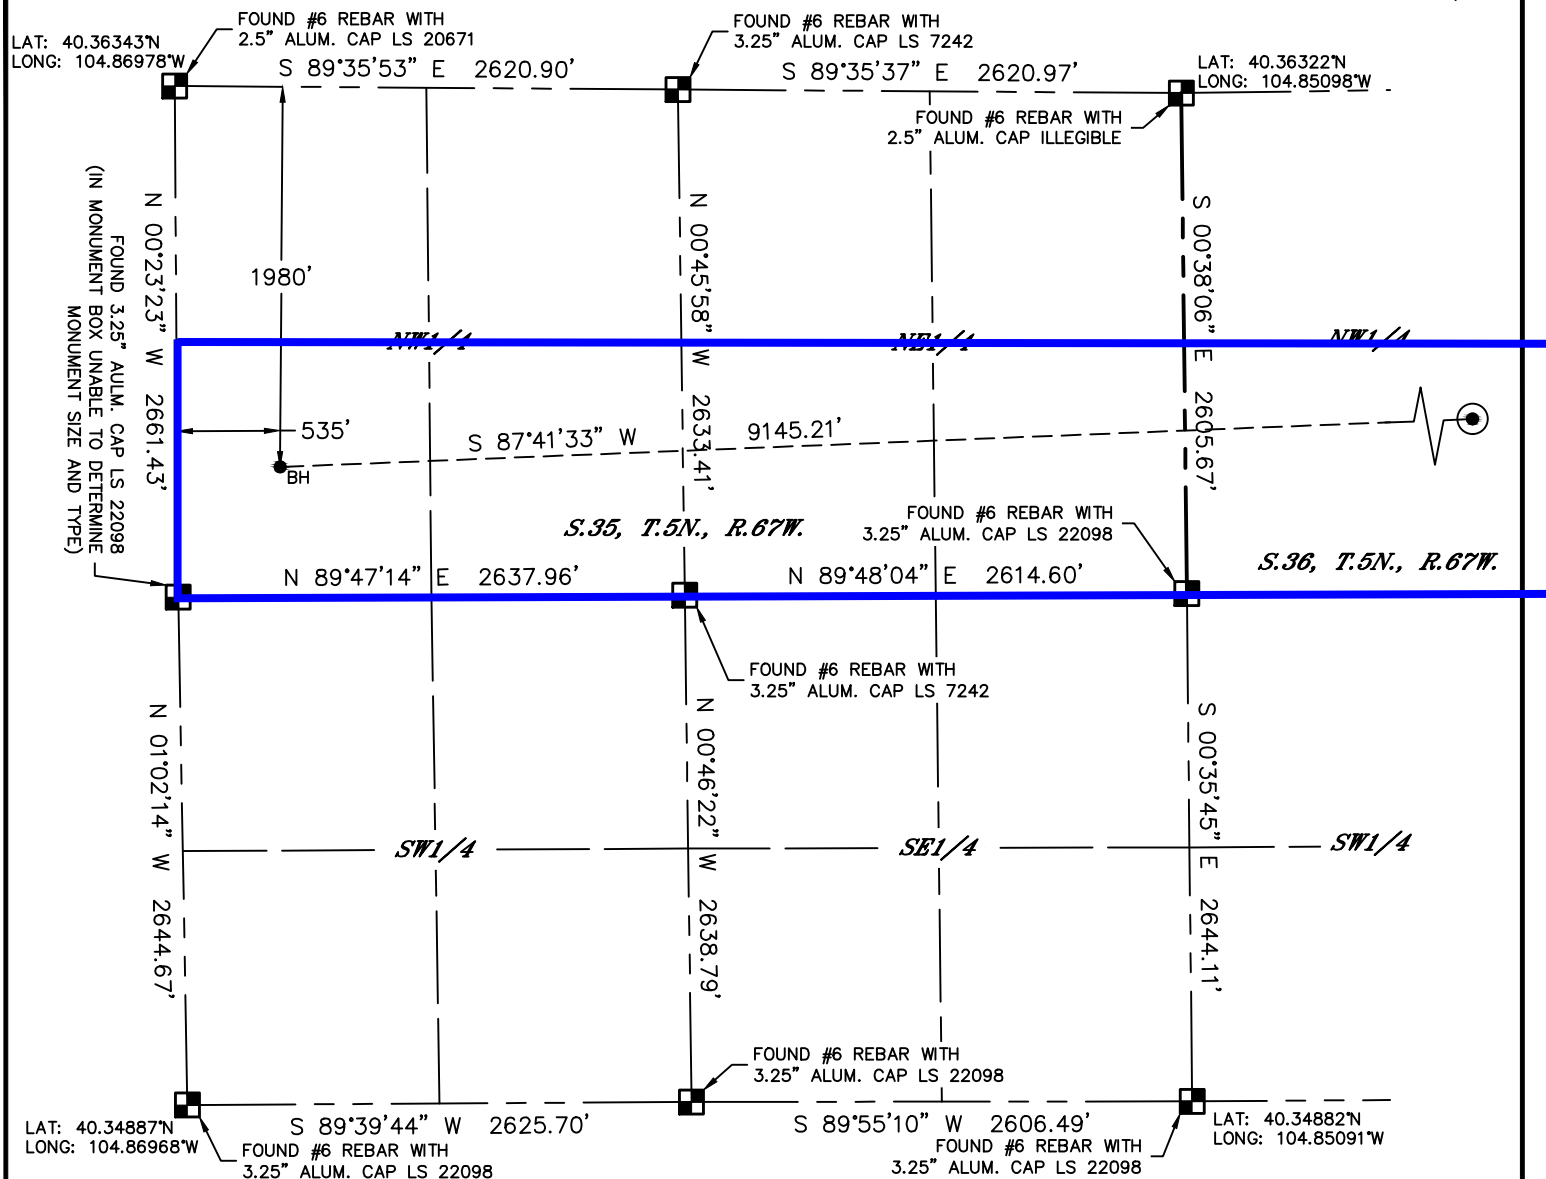 FOUND #6 REBAR WITH
2.5" ALUM. CAP LS 20671
FOUND #6 REBAR WITH
3.25" ALUM. CAP LS 7242
LAT: 40.36343°N
LONG: 104.86978°W
S 89°35'53" E 2620.90'
S 89°35'37" E 2620.97'
LAT: 40.36322°N
LONG: 104.85098°W
FOUND #6 REBAR WITH
2.5" ALUM. CAP ILLEGIBLE
FOUND 3.25" AULM. CAP LS 22098
(IN MONUMENT BOX UNABLE TO DETERMINE
MONUMENT SIZE AND TYPE)
N 00°23'23" W 2661.43'
1980'
N 00°45'58" W 2633.41'
S 00°38'06" E 2605.67'
NW1/4
NE1/4
NW1/4
535'
S 87°41'33" W 9145.21'
BH
S.35, T.5N., R.67W.
FOUND #6 REBAR WITH
3.25" ALUM. CAP LS 22098
S.36, T.5N., R.67W.
N 89°47'14" E 2637.96'
N 89°48'04" E 2614.60'
FOUND #6 REBAR WITH
3.25" ALUM. CAP LS 7242
N 01°02'14" W 2644.67'
N 00°46'22" W 2638.79'
S 00°35'45" E 2644.11'
SW1/4
SE1/4
SW1/4
FOUND #6 REBAR WITH
3.25" ALUM. CAP LS 22098
LAT: 40.34887°N
LONG: 104.86968°W
S 89°39'44" W 2625.70'
FOUND #6 REBAR WITH
3.25" ALUM. CAP LS 22098
S 89°55'10" W 2606.49'
FOUND #6 REBAR WITH
3.25" ALUM. CAP LS 22098
LAT: 40.34882°N
LONG: 104.85091°W